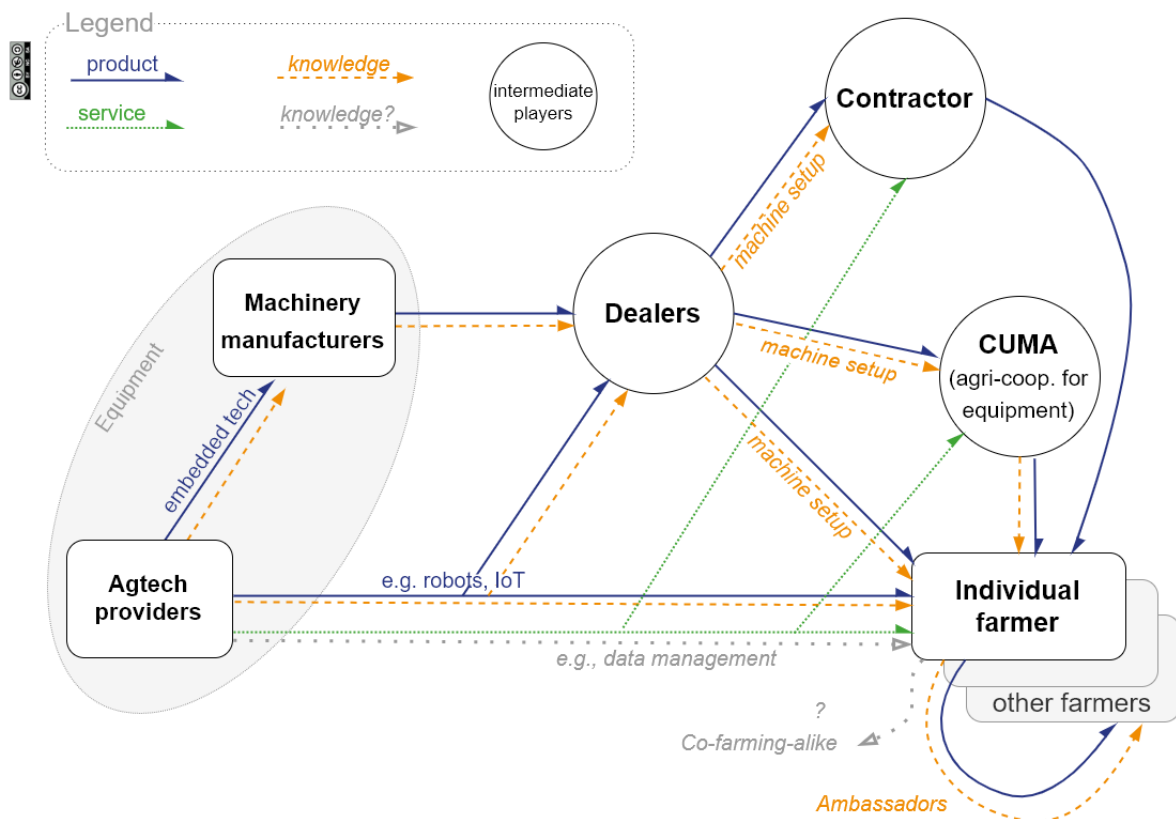 Legend
product
knowledge
service
knowledge?
intermediate
players
Contractor
machine setup
Machinery
manufacturers
Dealers
CUMA
(agri-coop. for
equipment)
machine setup
Equipment
embedded tech
machine setup
Agtech
providers
e.g. robots, IoT
Individual
farmer
e.g., data management
other farmers
?
Co-farming-alike
Ambassadors